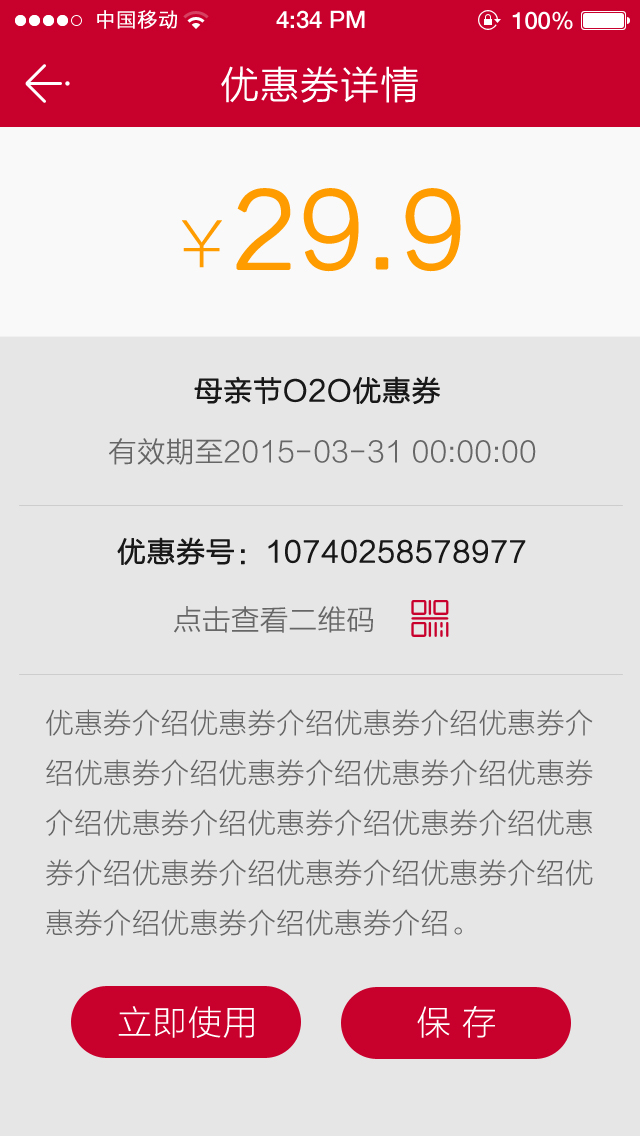 中国移动 4:34 PM 100%
优惠券详情
¥29.9
母亲节O2O优惠券
有效期至2015-03-31 00:00:00
优惠券号：10740258578977
点击查看二维码
优惠券介绍优惠券介绍优惠券介绍优惠券介
绍优惠券介绍优惠券介绍优惠券介绍优惠券
介绍优惠券介绍优惠券介绍优惠券介绍优惠
券介绍优惠券介绍优惠券介绍优惠券介绍优
惠券介绍优惠券介绍优惠券介绍。
立即使用 保 存